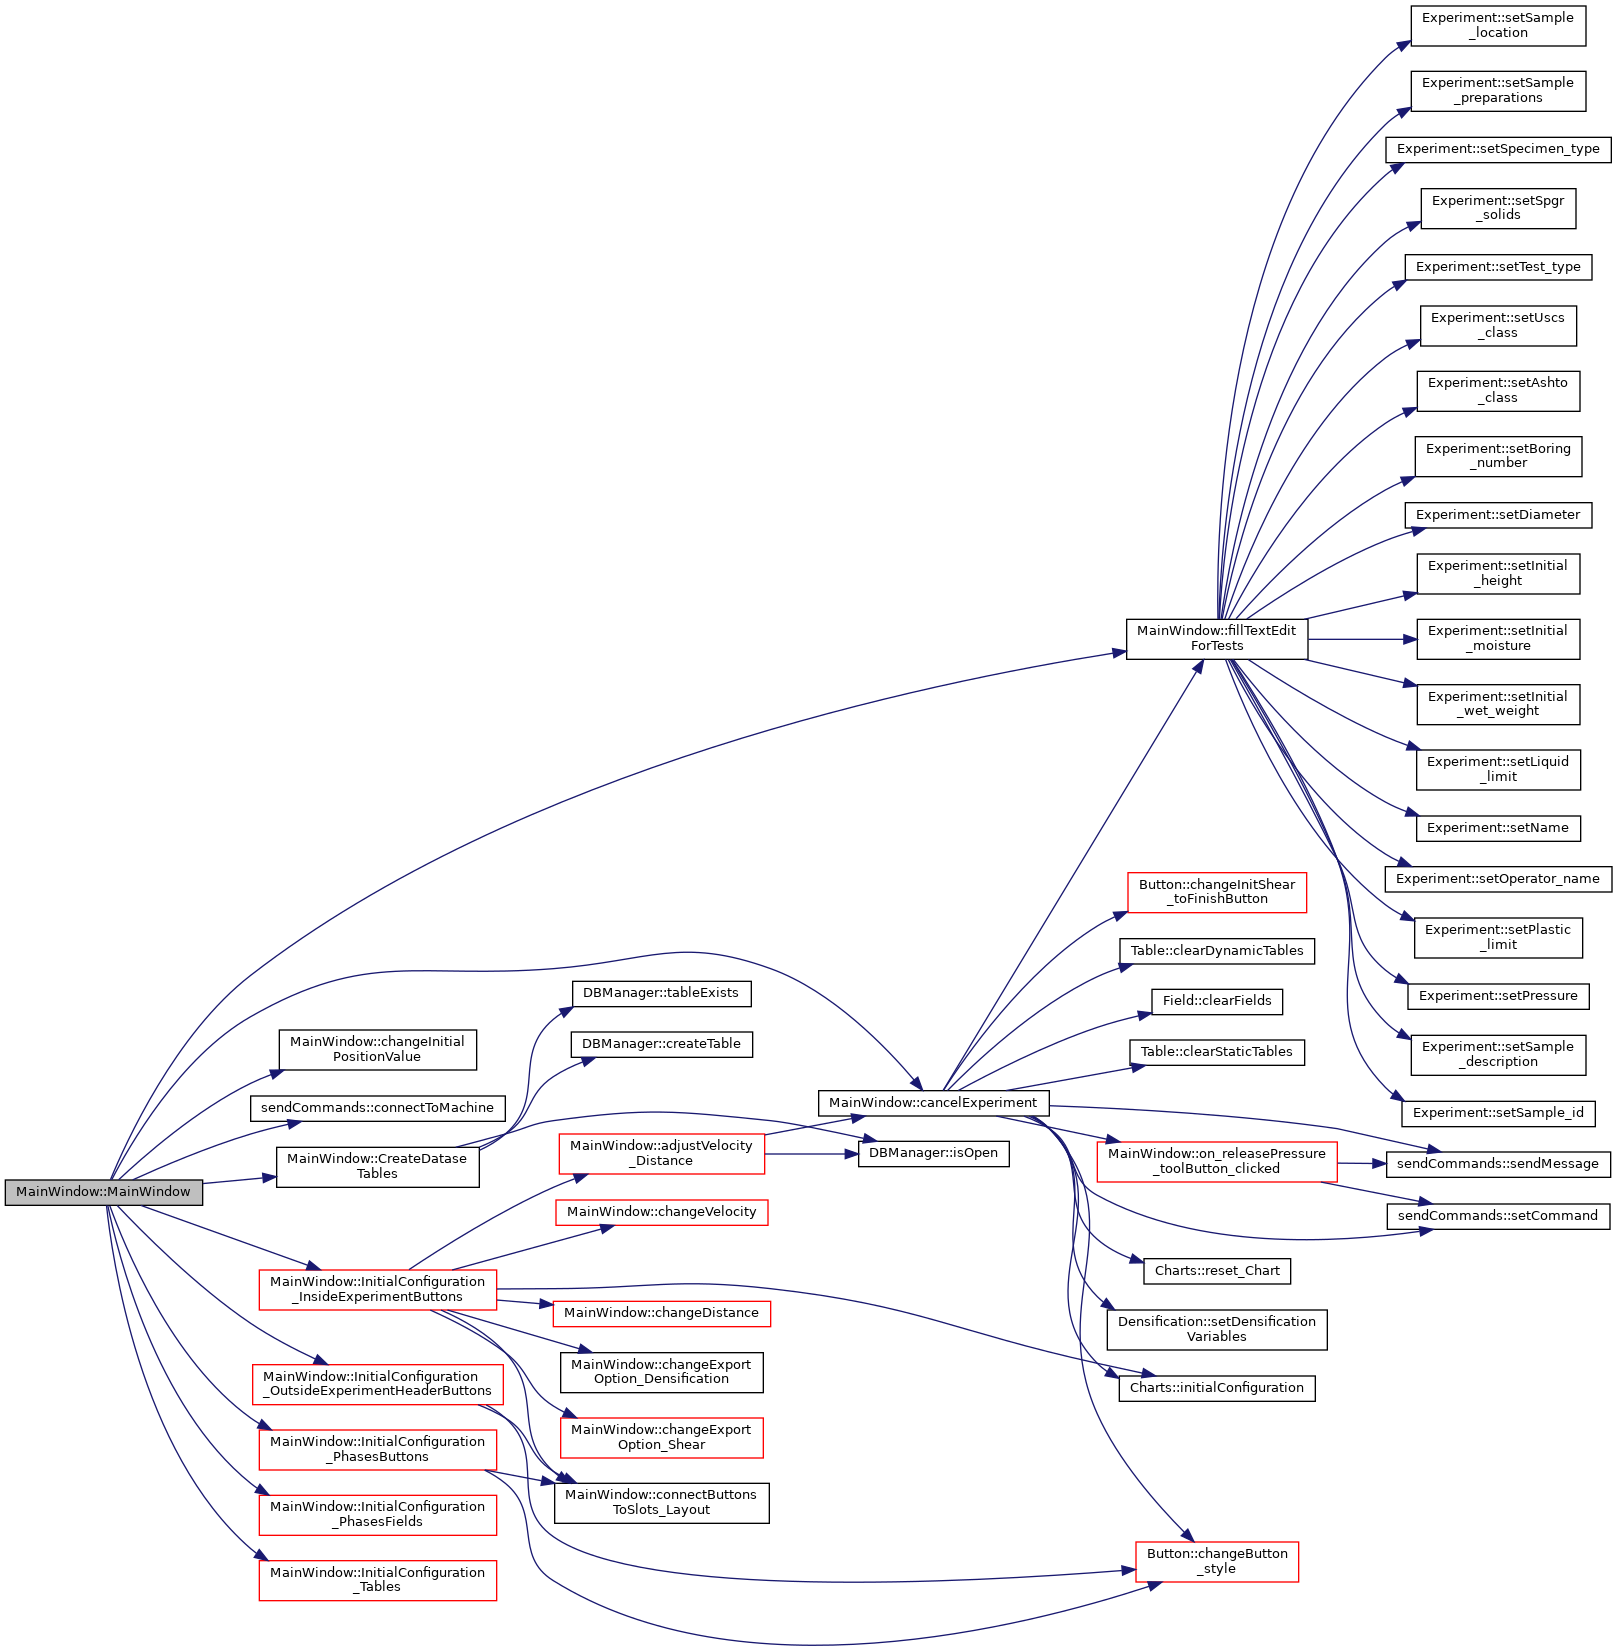 Experiment::setSample
_location
Experiment::setSample
_preparations
Experiment::setSpecimen_type
Experiment::setSpgr
_solids
Experiment::setTest_type
Experiment::setUscs
_class
Experiment::setAshto
_class
Experiment::setBoring
_number
Experiment::setDiameter
Experiment::setInitial
_height
MainWindow::fillTextEdit
ForTests
Experiment::setInitial
_moisture
Experiment::setInitial
_wet_weight
Experiment::setLiquid
_limit
Experiment::setName
Experiment::setOperator_name
Button::changeInitShear
_toFinishButton
Experiment::setPlastic
_limit
Table::clearDynamicTables
DBManager::tableExists
Field::clearFields
Experiment::setPressure
MainWindow::changeInitial
PositionValue
DBManager::createTable
Table::clearStaticTables
Experiment::setSample
_description
sendCommands::connectToMachine
MainWindow::cancelExperiment
Experiment::setSample_id
MainWindow::CreateDatase
Tables
MainWindow::adjustVelocity
_Distance
DBManager::isOpen
MainWindow::on_releasePressure
_toolButton_clicked
sendCommands::sendMessage
MainWindow::MainWindow
MainWindow::changeVelocity
sendCommands::setCommand
MainWindow::InitialConfiguration
_InsideExperimentButtons
Charts::reset_Chart
MainWindow::changeDistance
Densification::setDensification
Variables
MainWindow::InitialConfiguration
_OutsideExperimentHeaderButtons
MainWindow::changeExport
Option_Densification
Charts::initialConfiguration
MainWindow::InitialConfiguration
_PhasesButtons
MainWindow::changeExport
Option_Shear
MainWindow::InitialConfiguration
_PhasesFields
MainWindow::connectButtons
ToSlots_Layout
MainWindow::InitialConfiguration
_Tables
Button::changeButton
_style